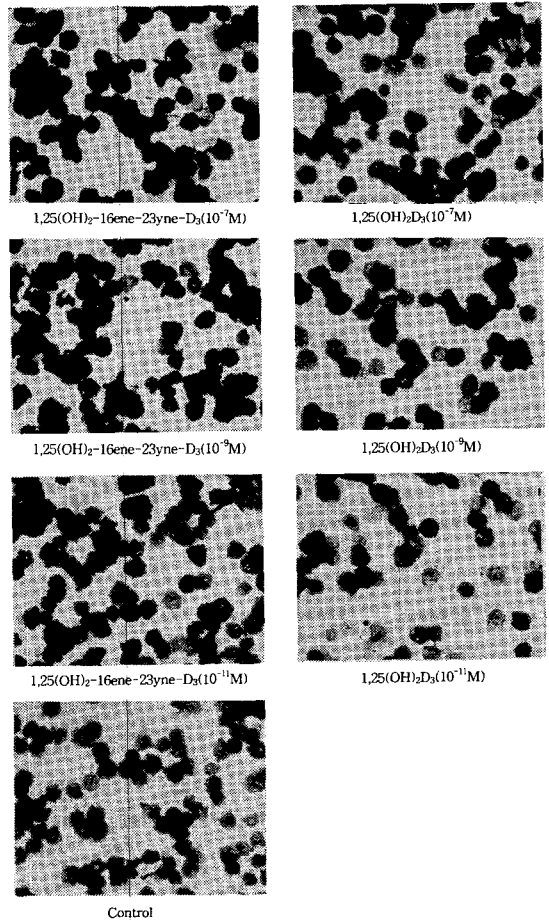 1,25(OH)₂-16ene-23yne-D₃(10⁻⁷M)
1,25(OH)₂D₃(10⁻⁷M)
1,25(OH)₂-16ene-23yne-D₃(10⁻⁹M)
1,25(OH)₂D₃(10⁻⁹M)
1,25(OH)₂-16ene-23yne-D₃(10⁻¹¹M)
1,25(OH)₂D₃(10⁻¹¹M)
Control